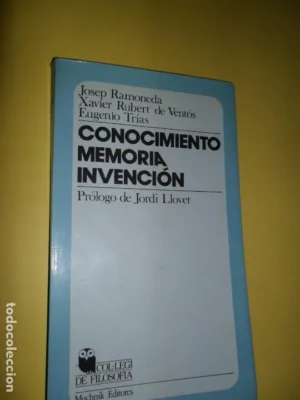 Josep Ramoneda
Xavier Rubert de Ventós
Eugenio Trías
CONOCIMIENTO
MEMORIA
INVENCIÓN
Prólogo de Jordi Llovet
COL·LEGI
DE FILOSOFIA
Muchnik Editores
todocoleccion